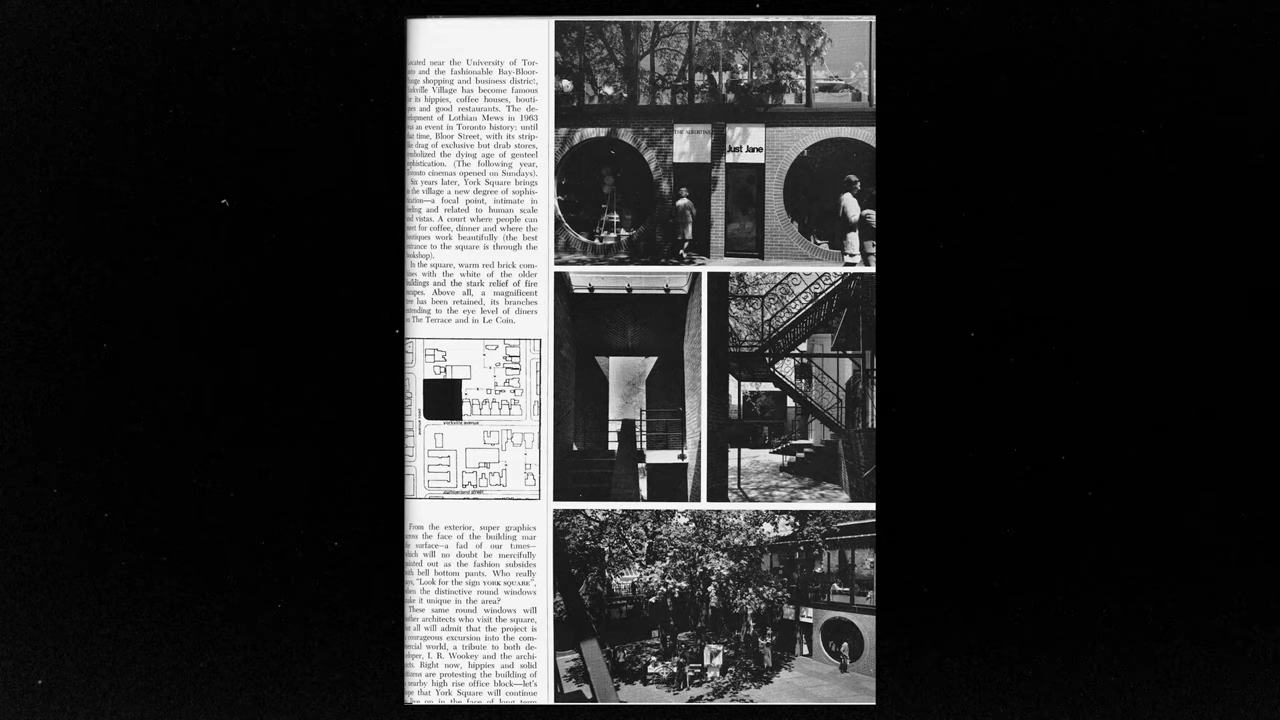 Located near the University of Tor-
and the fashionable Bay-Bloor-
shopping and business district,
Village has become famous
its hippies, coffee houses, bouti-
and good restaurants. The de-
velopment of Lothian Mews in 1963
was an event in Toronto history: until
that time, Bloor Street, with its strip-
drag of exclusive but drab stores,
symbolized the dying age of genteel
sophistication. (The following year,
Toronto cinemas opened on Sundays).
Six years later, York Square brings
the village a new degree of sophis-
tication—a focal point, intimate in
feeling and related to human scale
and vistas. A court where people can
meet for coffee, dinner and where the
boutiques work beautifully (the best
entrance to the square is through the
bookshop).
In the square, warm red brick com-
bines with the white of the older
buildings and the stark relief of fire
escapes. Above all, a magnificent
tree has been retained, its branches
extending to the eye level of diners
in The Terrace and in Le Coin.
yorkville avenue
From the exterior, super graphics
across the face of the building mar
the surface—a fad of our times—
which will no doubt be mercifully
painted out as the fashion subsides
with bell bottom pants. Who really
says, "Look for the sign YORK SQUARE",
when the distinctive round windows
make it unique in the area?
These same round windows will
other architects who visit the square,
but all will admit that the project is
a courageous excursion into the com-
mercial world, a tribute to both de-
veloper, I. R. Wookey and the archi-
tects. Right now, hippies and solid
citizens are protesting the building of
a nearby high rise office block—let's
hope that York Square will continue
to live on in the face of long term
Just Jane